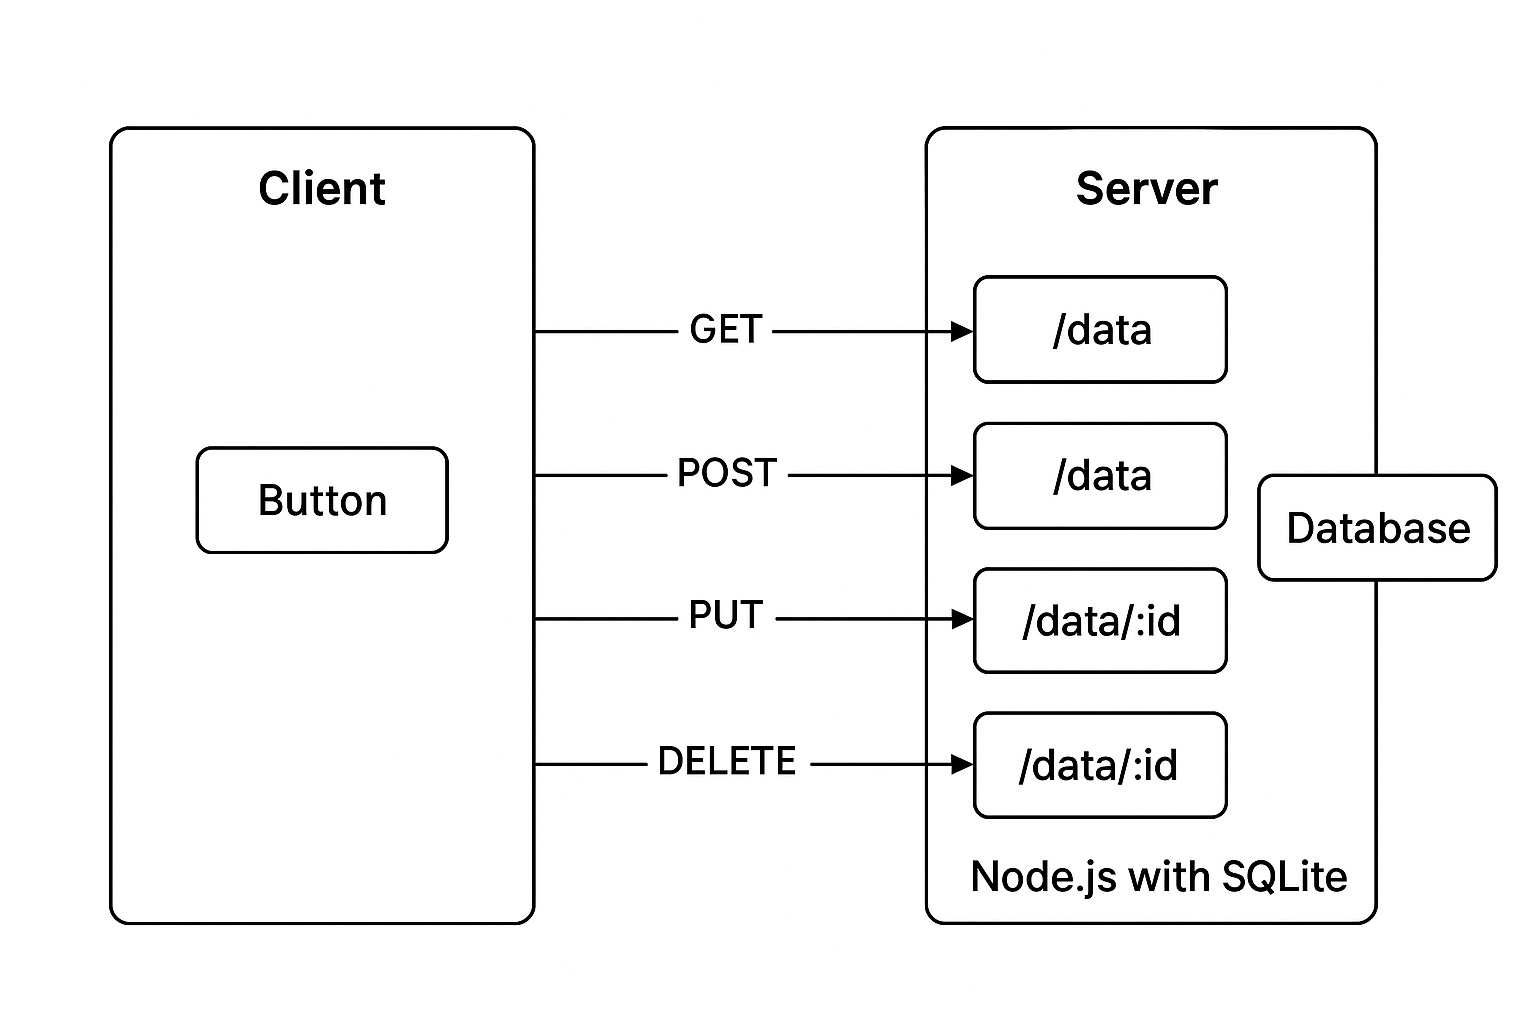 Client
Button
GET
POST
PUT
DELETE
Server
/data
/data
/data/:id
/data/:id
Database
Node.js with SQLite